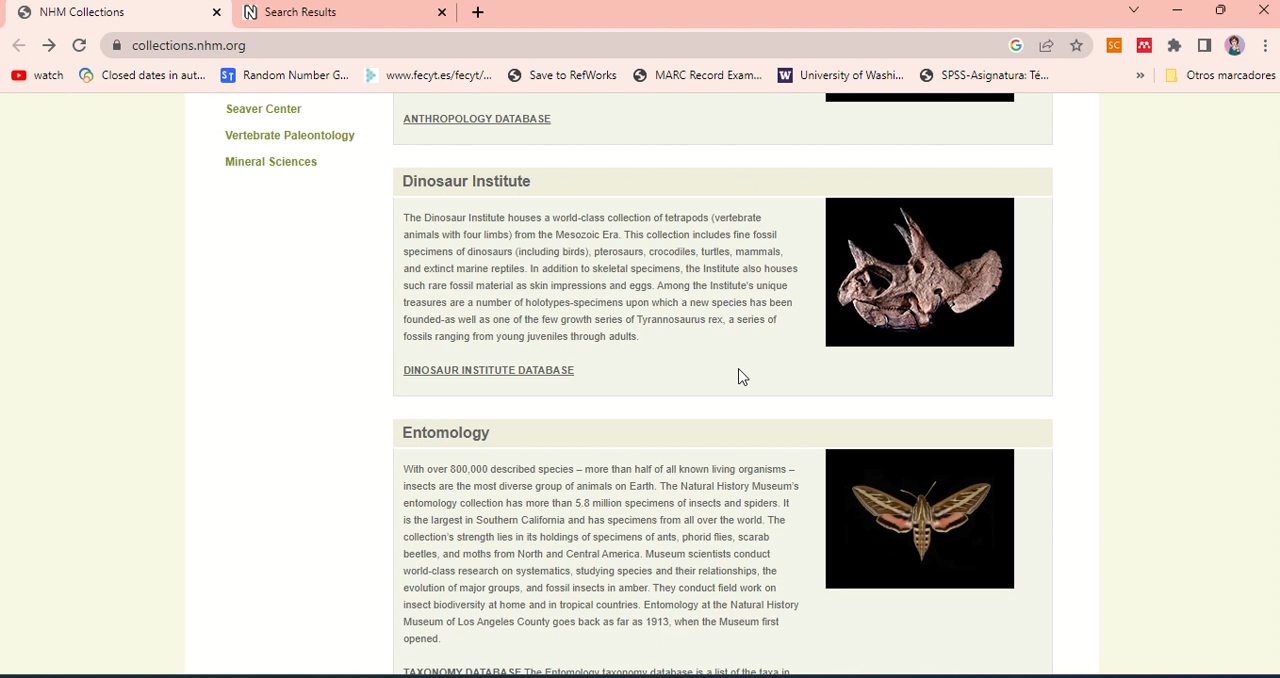 NHM Collections
Search Results
collections.nhm.org
watch
Closed dates in aut...
Random Number G...
www.fecyt.es/fecyt/...
Save to RefWorks
MARC Record Exam...
University of Washi...
SPSS-Asignatura: Té...
»
Otros marcadores
Seaver Center
Vertebrate Paleontology
Mineral Sciences
ANTHROPOLOGY DATABASE
Dinosaur Institute
The Dinosaur Institute houses a world-class collection of tetrapods (vertebrate
animals with four limbs) from the Mesozoic Era. This collection includes fine fossil
specimens of dinosaurs (including birds), pterosaurs, crocodiles, turtles, mammals,
and extinct marine reptiles. In addition to skeletal specimens, the Institute also houses
such rare fossil material as skin impressions and eggs. Among the Institute's unique
treasures are a number of holotypes-specimens upon which a new species has been
founded-as well as one of the few growth series of Tyrannosaurus rex, a series of
fossils ranging from young juveniles through adults.
DINOSAUR INSTITUTE DATABASE
Entomology
With over 800,000 described species – more than half of all known living organisms –
insects are the most diverse group of animals on Earth. The Natural History Museum's
entomology collection has more than 5.8 million specimens of insects and spiders. It
is the largest in Southern California and has specimens from all over the world. The
collection's strength lies in its holdings of specimens of ants, phorid flies, scarab
beetles, and moths from North and Central America. Museum scientists conduct
world-class research on systematics, studying species and their relationships, the
evolution of major groups, and fossil insects in amber. They conduct field work on
insect biodiversity at home and in tropical countries. Entomology at the Natural History
Museum of Los Angeles County goes back as far as 1913, when the Museum first
opened.
TAXONOMY DATABASE The Entomology taxonomy database is a list of the taxa in